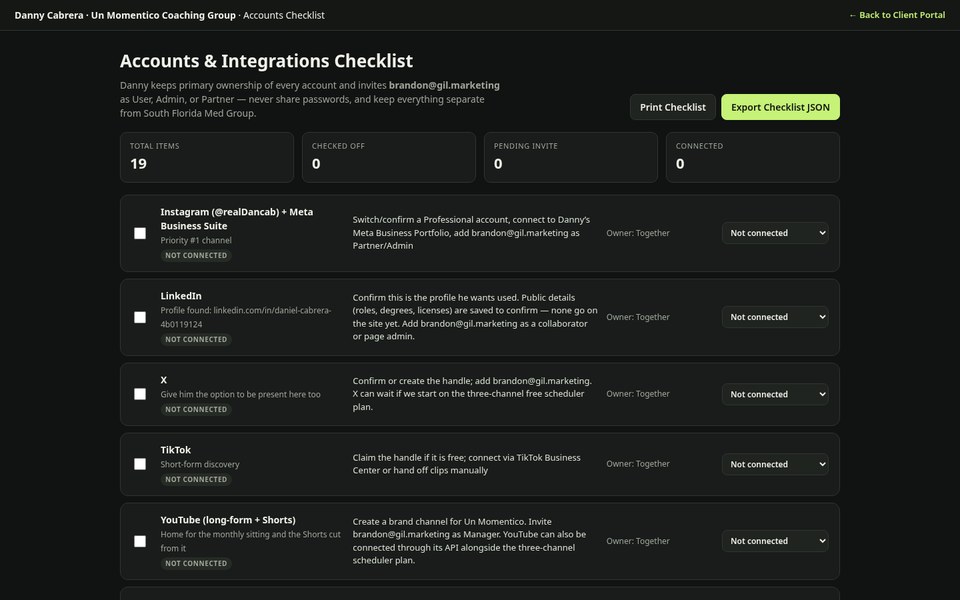 Danny Cabrera · Un Momentico Coaching Group · Accounts Checklist
← Back to Client Portal
Accounts & Integrations Checklist
Danny keeps primary ownership of every account and invites brandon@gil.marketing
as User, Admin, or Partner — never share passwords, and keep everything separate
from South Florida Med Group.
Print Checklist
Export Checklist JSON
TOTAL ITEMS
19
CHECKED OFF
0
PENDING INVITE
0
CONNECTED
0
Instagram (@realDancab) + Meta
Business Suite
Priority #1 channel
NOT CONNECTED
Switch/confirm a Professional account, connect to Danny's
Meta Business Portfolio, add brandon@gil.marketing as
Partner/Admin
Owner: Together
Not connected
LinkedIn
Profile found: linkedin.com/in/daniel-cabrera-
4b0119124
NOT CONNECTED
Confirm this is the profile he wants used. Public details
(roles, degrees, licenses) are saved to confirm — none go on
the site yet. Add brandon@gil.marketing as a collaborator
or page admin.
Owner: Together
Not connected
X
Give him the option to be present here too
NOT CONNECTED
Confirm or create the handle; add brandon@gil.marketing.
X can wait if we start on the three-channel free scheduler
plan.
Owner: Together
Not connected
TikTok
Short-form discovery
NOT CONNECTED
Claim the handle if it is free; connect via TikTok Business
Center or hand off clips manually
Owner: Together
Not connected
YouTube (long-form + Shorts)
Home for the monthly sitting and the Shorts cut
from it
NOT CONNECTED
Create a brand channel for Un Momentico. Invite
brandon@gil.marketing as Manager. YouTube can also be
connected through its API alongside the three-channel
scheduler plan.
Owner: Together
Not connected